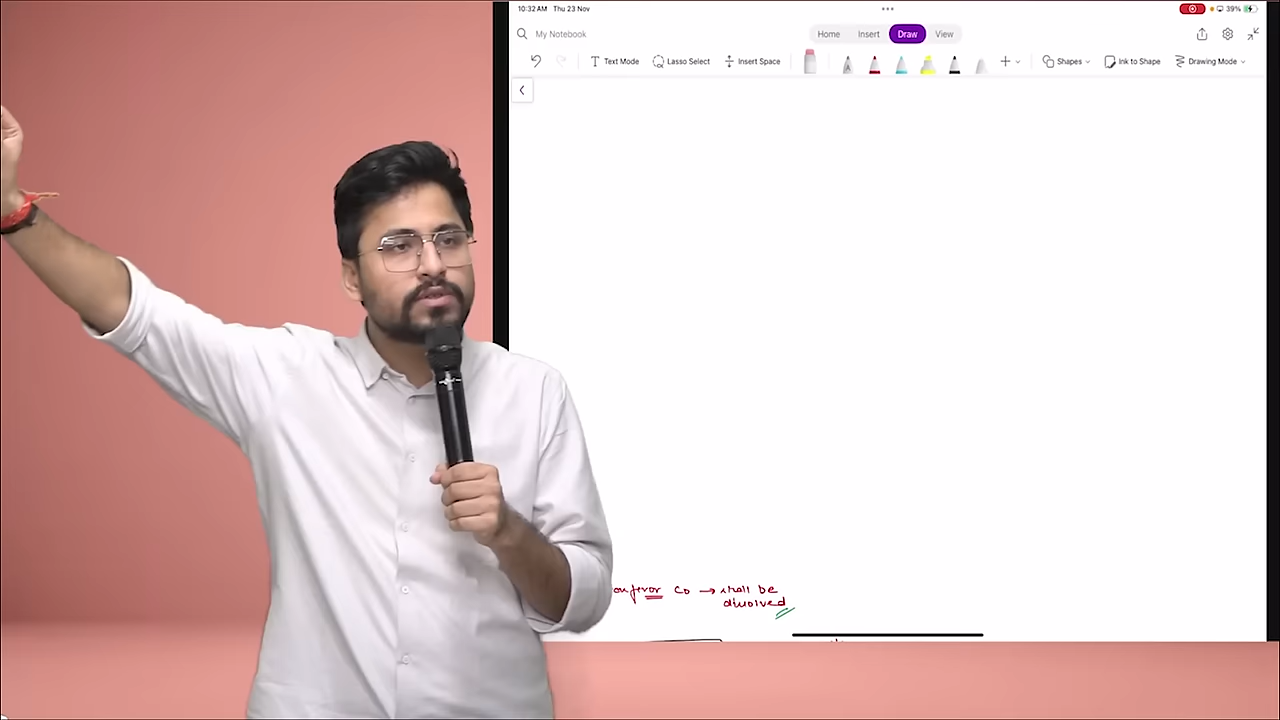 10:32 AM Thu 23 Nov
39%
My Notebook
Home Insert Draw View
Text Mode Lasso Select Insert Space Shapes Ink to Shape Drawing Mode
Co → shall be
dissolved